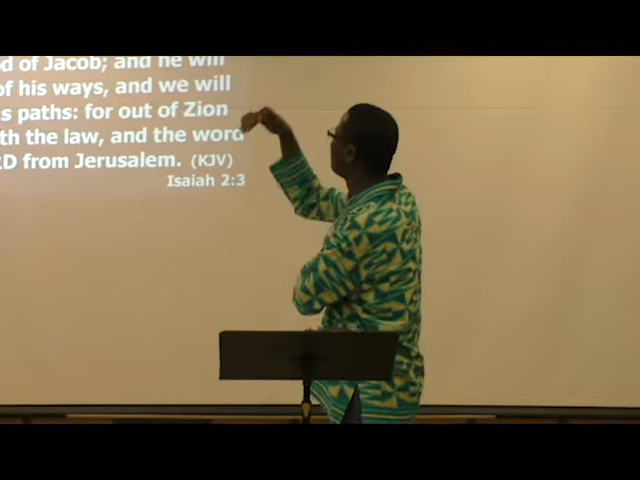 of Jacob; and he will
of his ways, and we will
paths: for out of Zion
the law, and the word
from Jerusalem. (KJV)
Isaiah 2:3